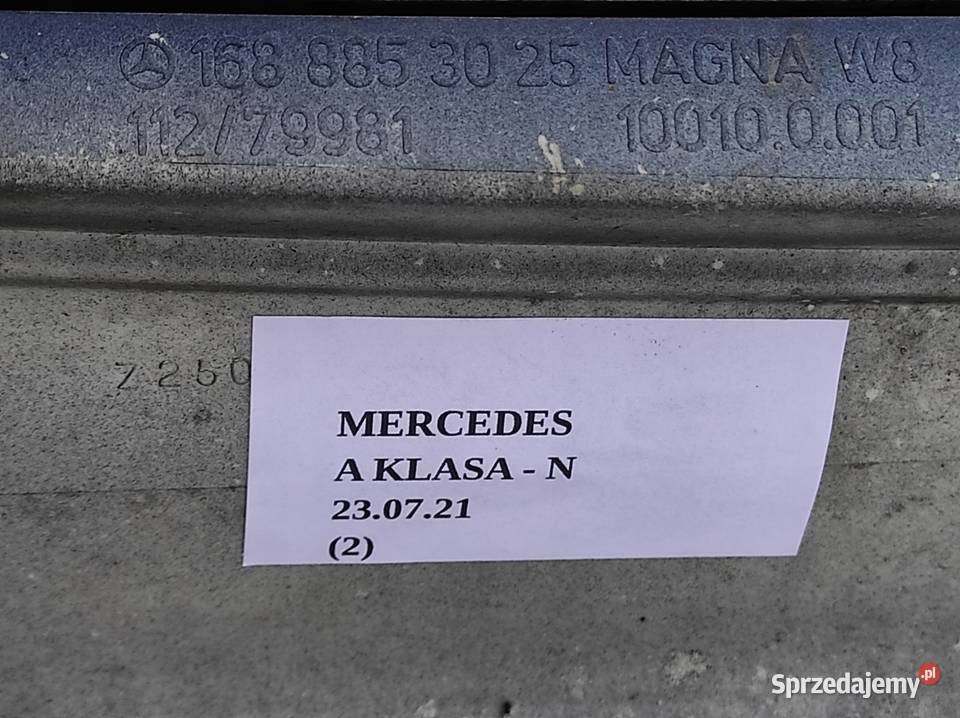 168 885 30 25 MAGNA W8
112/79981 10010.0.001
7250
MERCEDES
A KLASA - N
23.07.21
(2)
Sprzedajemy.pl